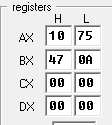 registers
H L
AX 10 75
BX 47 0A
CX 00 00
DX 00 00